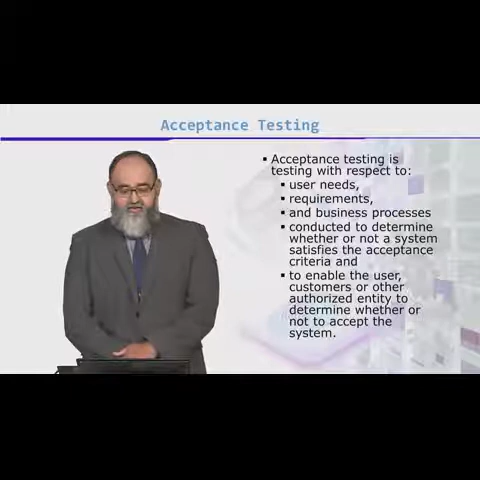 Acceptance Testing
▪ Acceptance testing is
testing with respect to:
▪ user needs,
▪ requirements,
▪ and business processes
▪ conducted to determine
whether or not a system
satisfies the acceptance
criteria and
▪ to enable the user,
customers or other
authorized entity to
determine whether or
not to accept the
system.